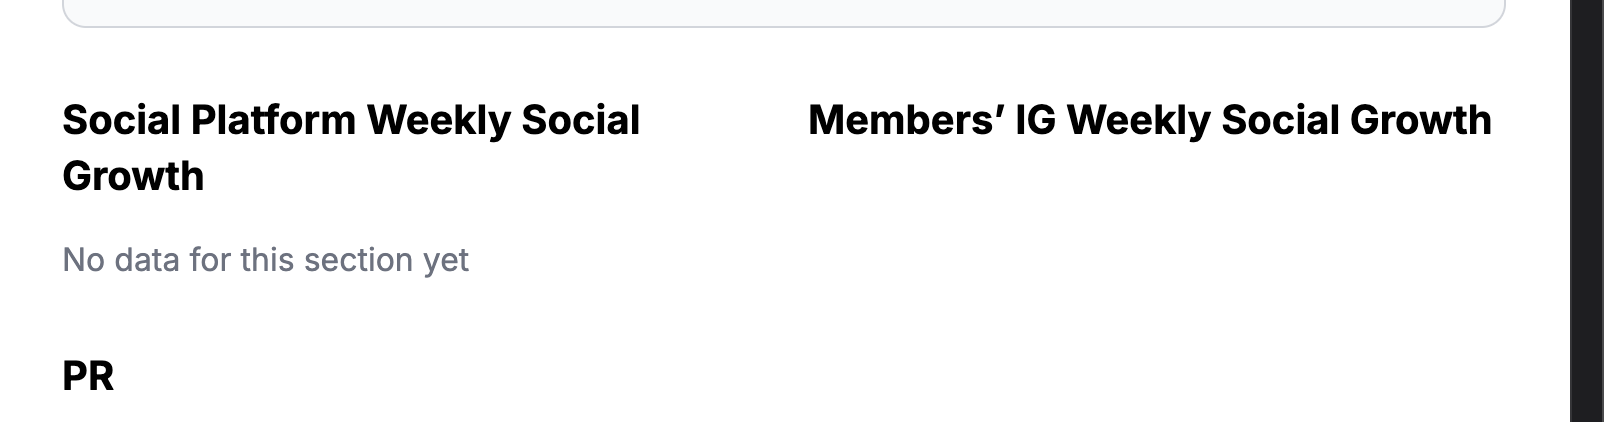 Social Platform Weekly Social
Growth
Members’ IG Weekly Social Growth
No data for this section yet
PR